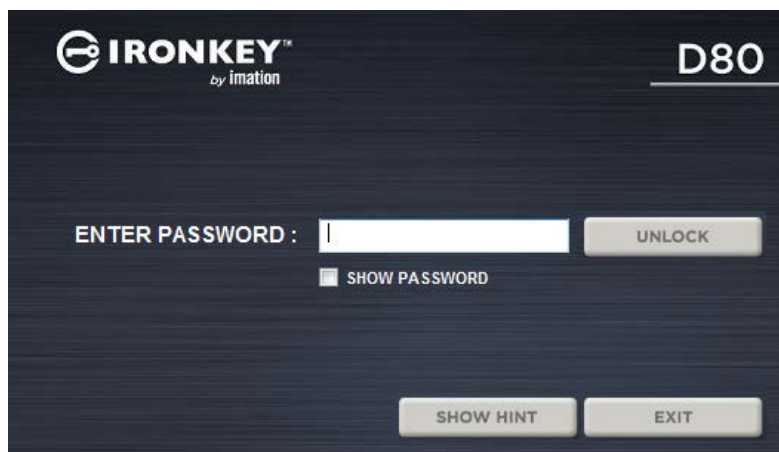 IRONKEY™
by imation
D80
ENTER PASSWORD :
UNLOCK
SHOW PASSWORD
SHOW HINT
EXIT